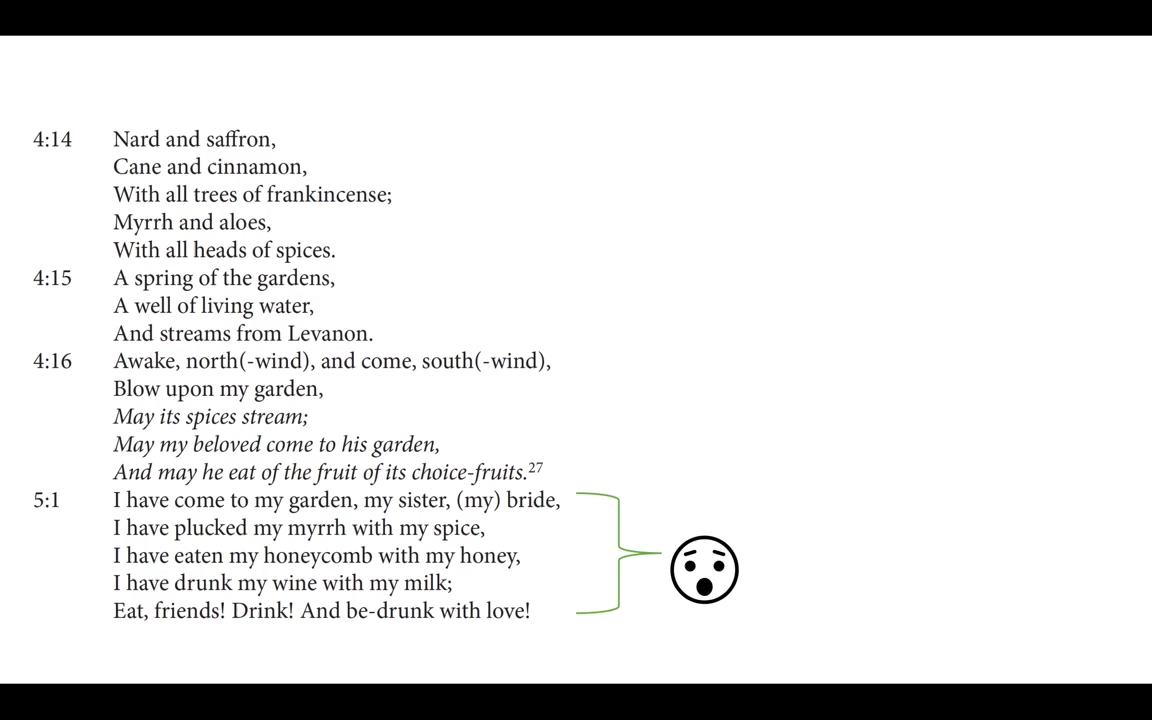 4:14 Nard and saffron,
Cane and cinnamon,
With all trees of frankincense;
Myrrh and aloes,
With all heads of spices.
4:15 A spring of the gardens,
A well of living water,
And streams from Levanon.
4:16 Awake, north(-wind), and come, south(-wind),
Blow upon my garden,
May its spices stream;
May my beloved come to his garden,
And may he eat of the fruit of its choice-fruits.27
5:1 I have come to my garden, my sister, (my) bride,
I have plucked my myrrh with my spice,
I have eaten my honeycomb with my honey,
I have drunk my wine with my milk;
Eat, friends! Drink! And be-drunk with love!